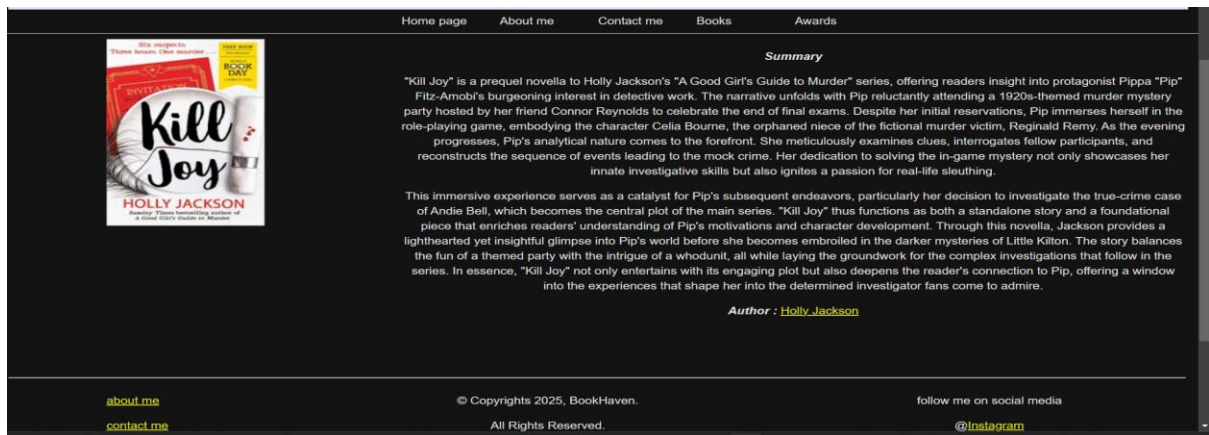 Home page About me Contact me Books Awards
Six suspects.
Three hours. One murder . . .
BOOK
DAY
INVITATION
Kill
Joy
HOLLY JACKSON
Sunday Times bestselling author of
A Good Girl's Guide to Murder
Summary
"Kill Joy" is a prequel novella to Holly Jackson's "A Good Girl's Guide to Murder" series, offering readers insight into protagonist Pippa "Pip"
Fitz-Amobi's burgeoning interest in detective work. The narrative unfolds with Pip reluctantly attending a 1920s-themed murder mystery
party hosted by her friend Connor Reynolds to celebrate the end of final exams. Despite her initial reservations, Pip immerses herself in the
role-playing game, embodying the character Celia Bourne, the orphaned niece of the fictional murder victim, Reginald Remy. As the evening
progresses, Pip's analytical nature comes to the forefront. She meticulously examines clues, interrogates fellow participants, and
reconstructs the sequence of events leading to the mock crime. Her dedication to solving the in-game mystery not only showcases her
innate investigative skills but also ignites a passion for real-life sleuthing.
This immersive experience serves as a catalyst for Pip's subsequent endeavors, particularly her decision to investigate the true-crime case
of Andie Bell, which becomes the central plot of the main series. "Kill Joy" thus functions as both a standalone story and a foundational
piece that enriches readers' understanding of Pip's motivations and character development. Through this novella, Jackson provides a
lighthearted yet insightful glimpse into Pip's world before she becomes embroiled in the darker mysteries of Little Kilton. The story balances
the fun of a themed party with the intrigue of a whodunit, all while laying the groundwork for the complex investigations that follow in the
series. In essence, "Kill Joy" not only entertains with its engaging plot but also deepens the reader's connection to Pip, offering a window
into the experiences that shape her into the determined investigator fans come to admire.
Author : Holly Jackson
about me © Copyrights 2025, BookHaven. follow me on social media
contact me All Rights Reserved. @Instagram